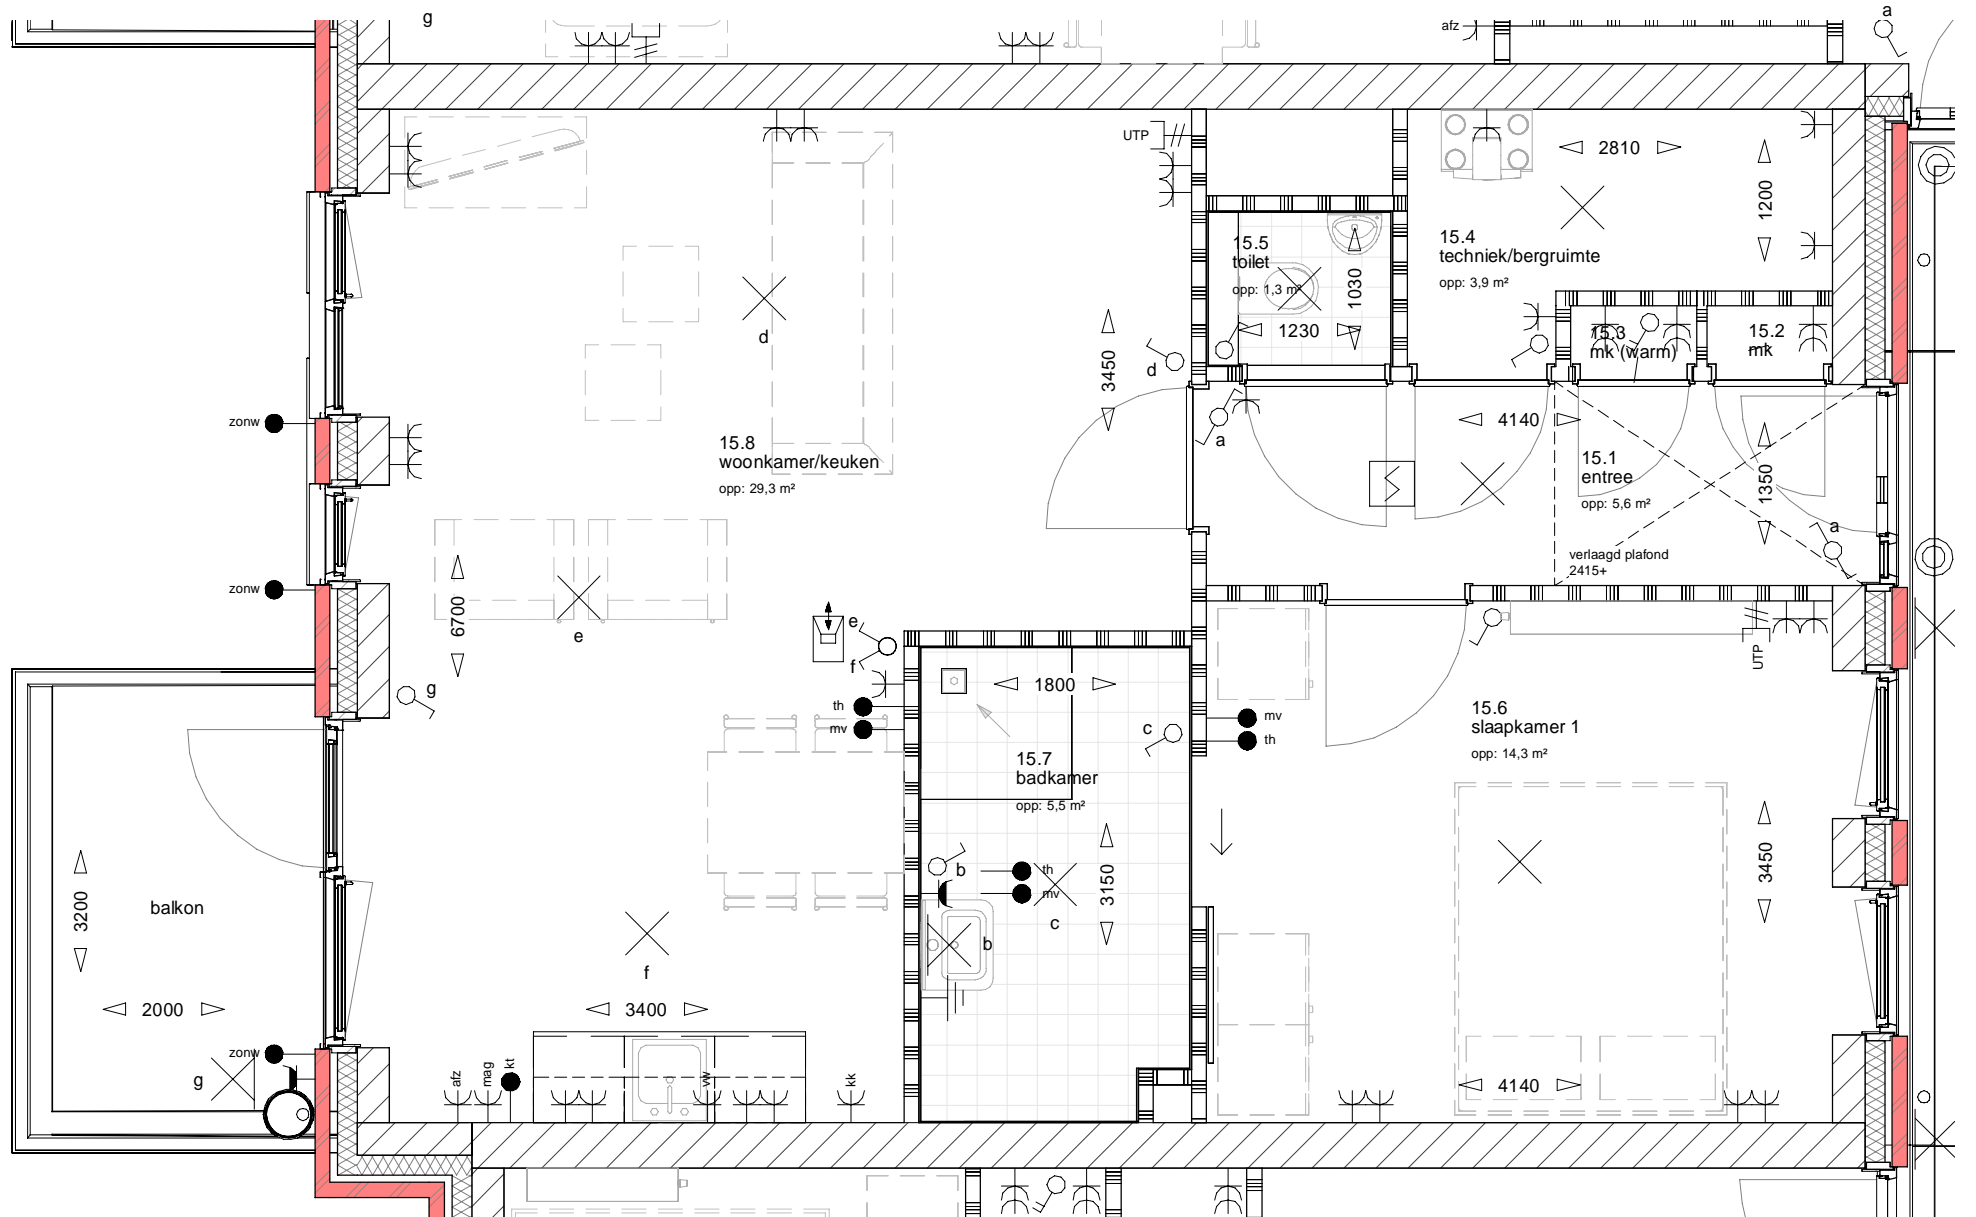 g
a
afz
UTP
2810
1200
15.4
techniek/bergruimte
opp: 3,9 m²
15.5
toilet
opp: 1,3 m²
1030
1230
15.3
mk (warm)
15.2
mk
d
3450
d
a
zonw
4140
15.8
woonkamer/keuken
opp: 29,3 m²
15.1
entree
opp: 5,6 m²
1350
a
verlaagd plafond
2415+
zonw
6700
e
e
f
g
1800
UTP
th
mv
c
mv
th
15.6
slaapkamer 1
opp: 14,3 m²
15.7
badkamer
opp: 5,5 m²
3450
3200
balkon
b
th
mv
3150
c
b
f
2000
3400
zonw
g
afz
mag
kt
vw
kk
4140